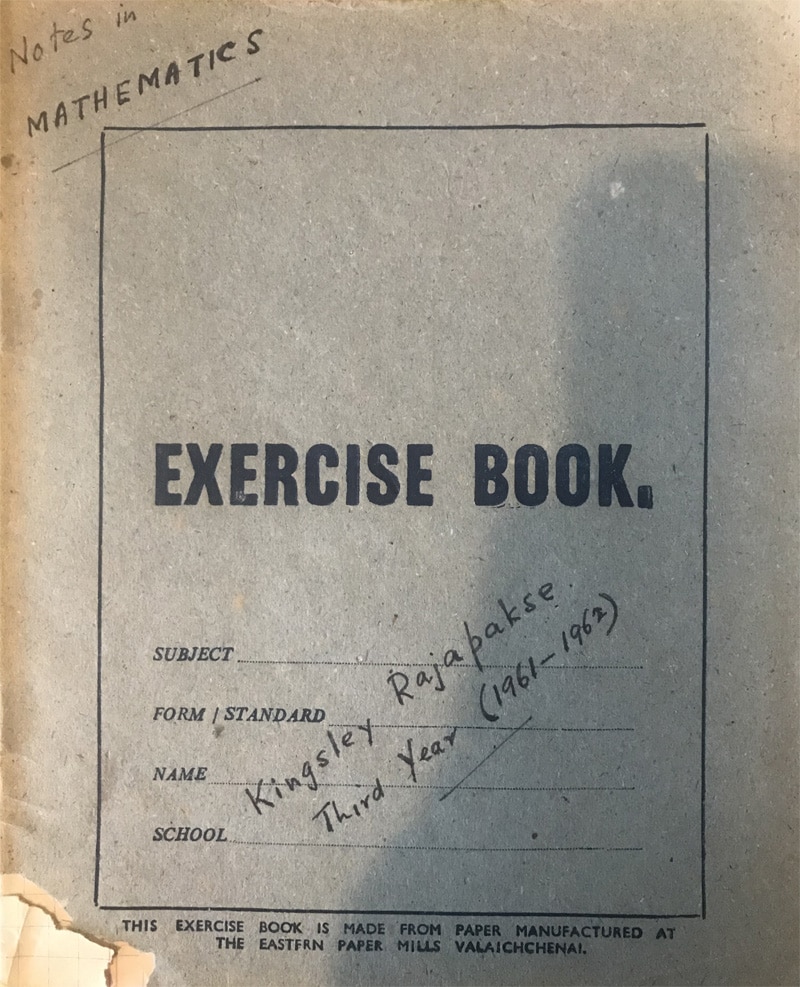 Notes in
MATHEMATICS
EXERCISE BOOK.
SUBJECT
FORM / STANDARD
NAME
SCHOOL
Kingsley Rajapakse.
Third Year (1961-1962)
THIS EXERCISE BOOK IS MADE FROM PAPER MANUFACTURED AT
THE EASTERN PAPER MILLS VALAICHCHENAI.